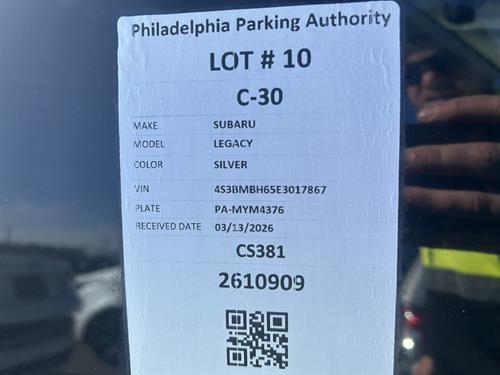 Philadelphia Parking Authority
LOT # 10
C-30
MAKE SUBARU
MODEL LEGACY
COLOR SILVER
VIN 4S3BMBH65E3017867
PLATE PA-MYM4376
RECEIVED DATE 03/13/2026
CS381
2610909